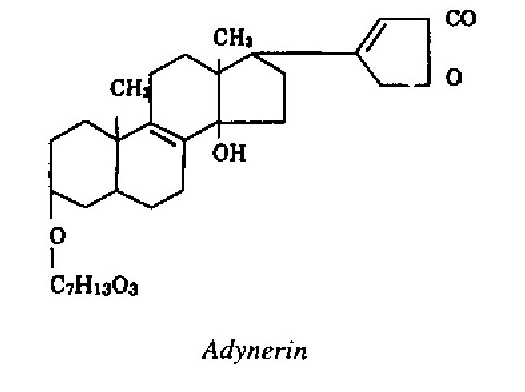 CO
CH₃
O
CH₃
OH
O
C₇H₁₃O₃
Adynerin